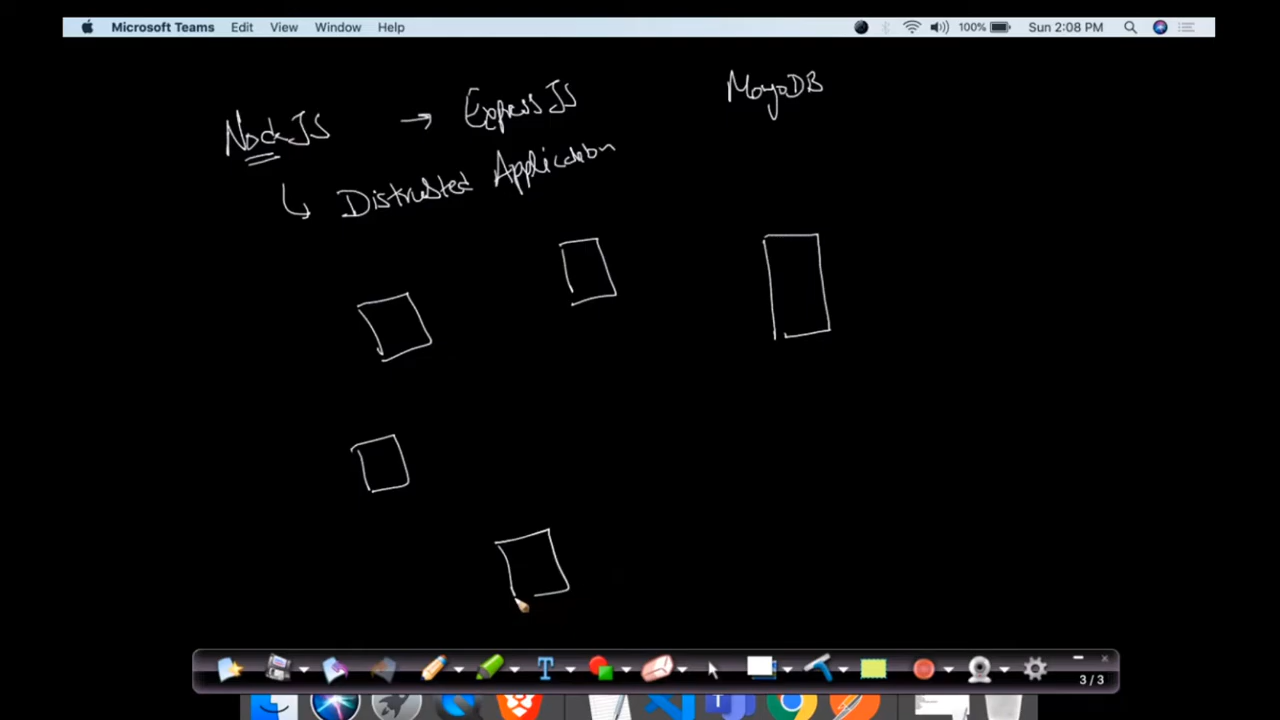 Microsoft Teams Edit View Window Help 100% Sun 2:08 PM
NodeJS → ExpressJS MongoDB
↳ Distrusted Application
T
3 / 3